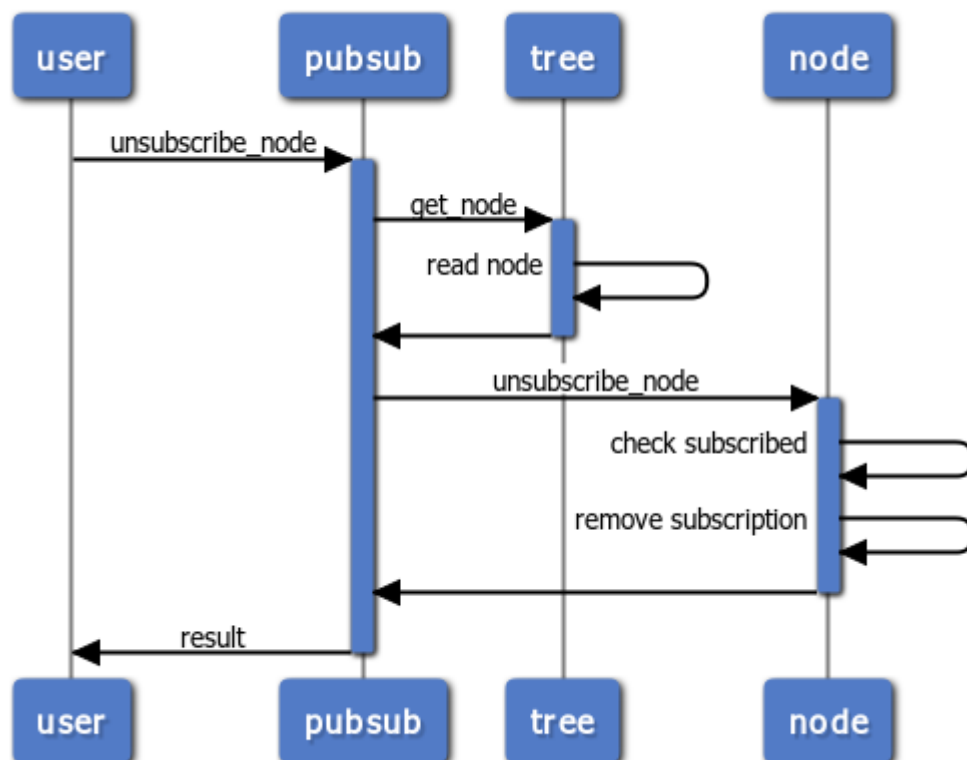 user pubsub tree node
unsubscribe_node
get_node
read node
unsubscribe_node
check subscribed
remove subscription
result
user pubsub tree node